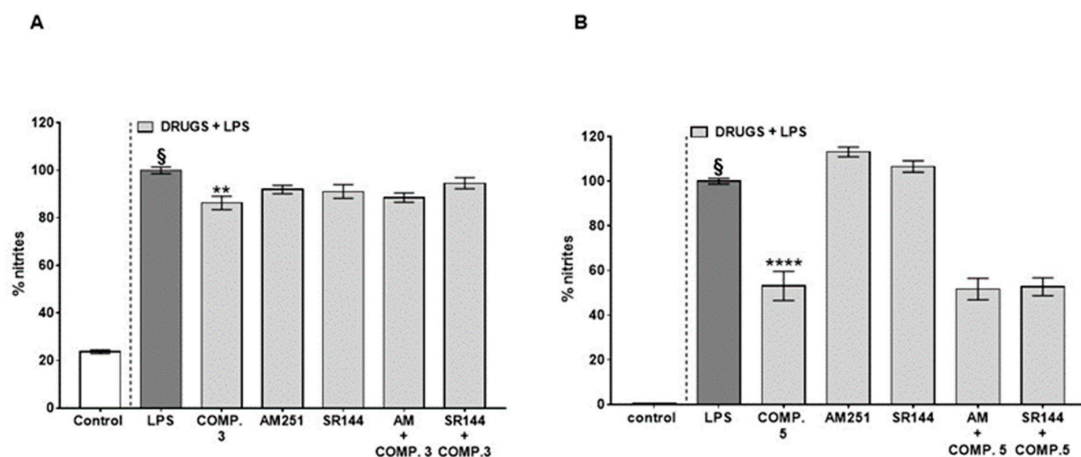 A
DRUGS + LPS
% nitrites
120
100
80
60
40
20
0
§
**
Control
LPS
COMP.
3
AM251
SR144
AM
+
COMP. 3
SR144
+
COMP.3
B
DRUGS + LPS
% nitrites
120
100
80
60
40
20
0
§
****
control
LPS
COMP.
5
AM251
SR144
AM
+
COMP. 5
SR144
+
COMP.5